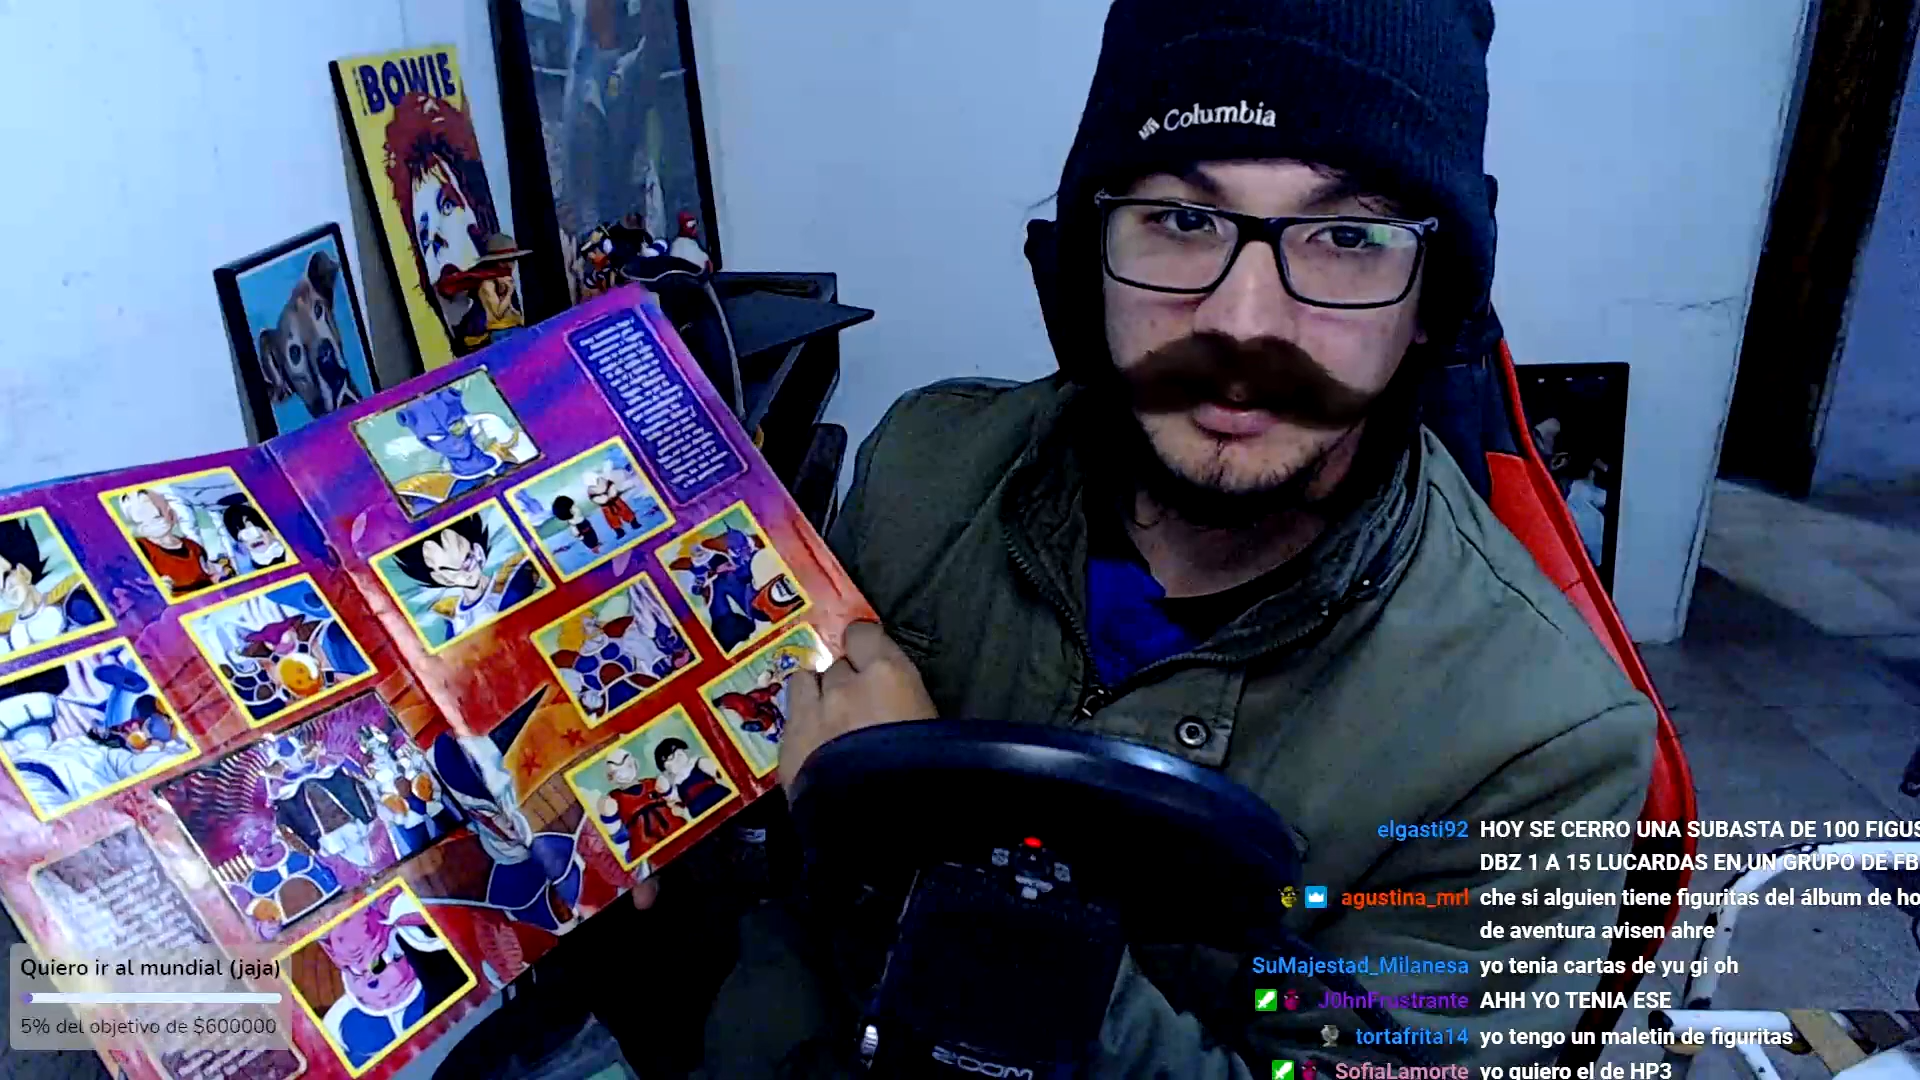 BOWIE
Columbia
elgasti92 HOY SE CERRO UNA SUBASTA DE 100 FIGUS
DBZ 1 A 15 LUCARDAS EN UN GRUPO DE FB
agustina_mrl che si alguien tiene figuritas del álbum de ho
de aventura avisen ahre
SuMajestad_Milanesa yo tenia cartas de yu gi oh
J0hnFrustrante AHH YO TENIA ESE
tortafrita14 yo tengo un maletin de figuritas
SofiaLamorte yo quiero el de HP3
Quiero ir al mundial (jaja)
5% del objetivo de $600000
ZOOM